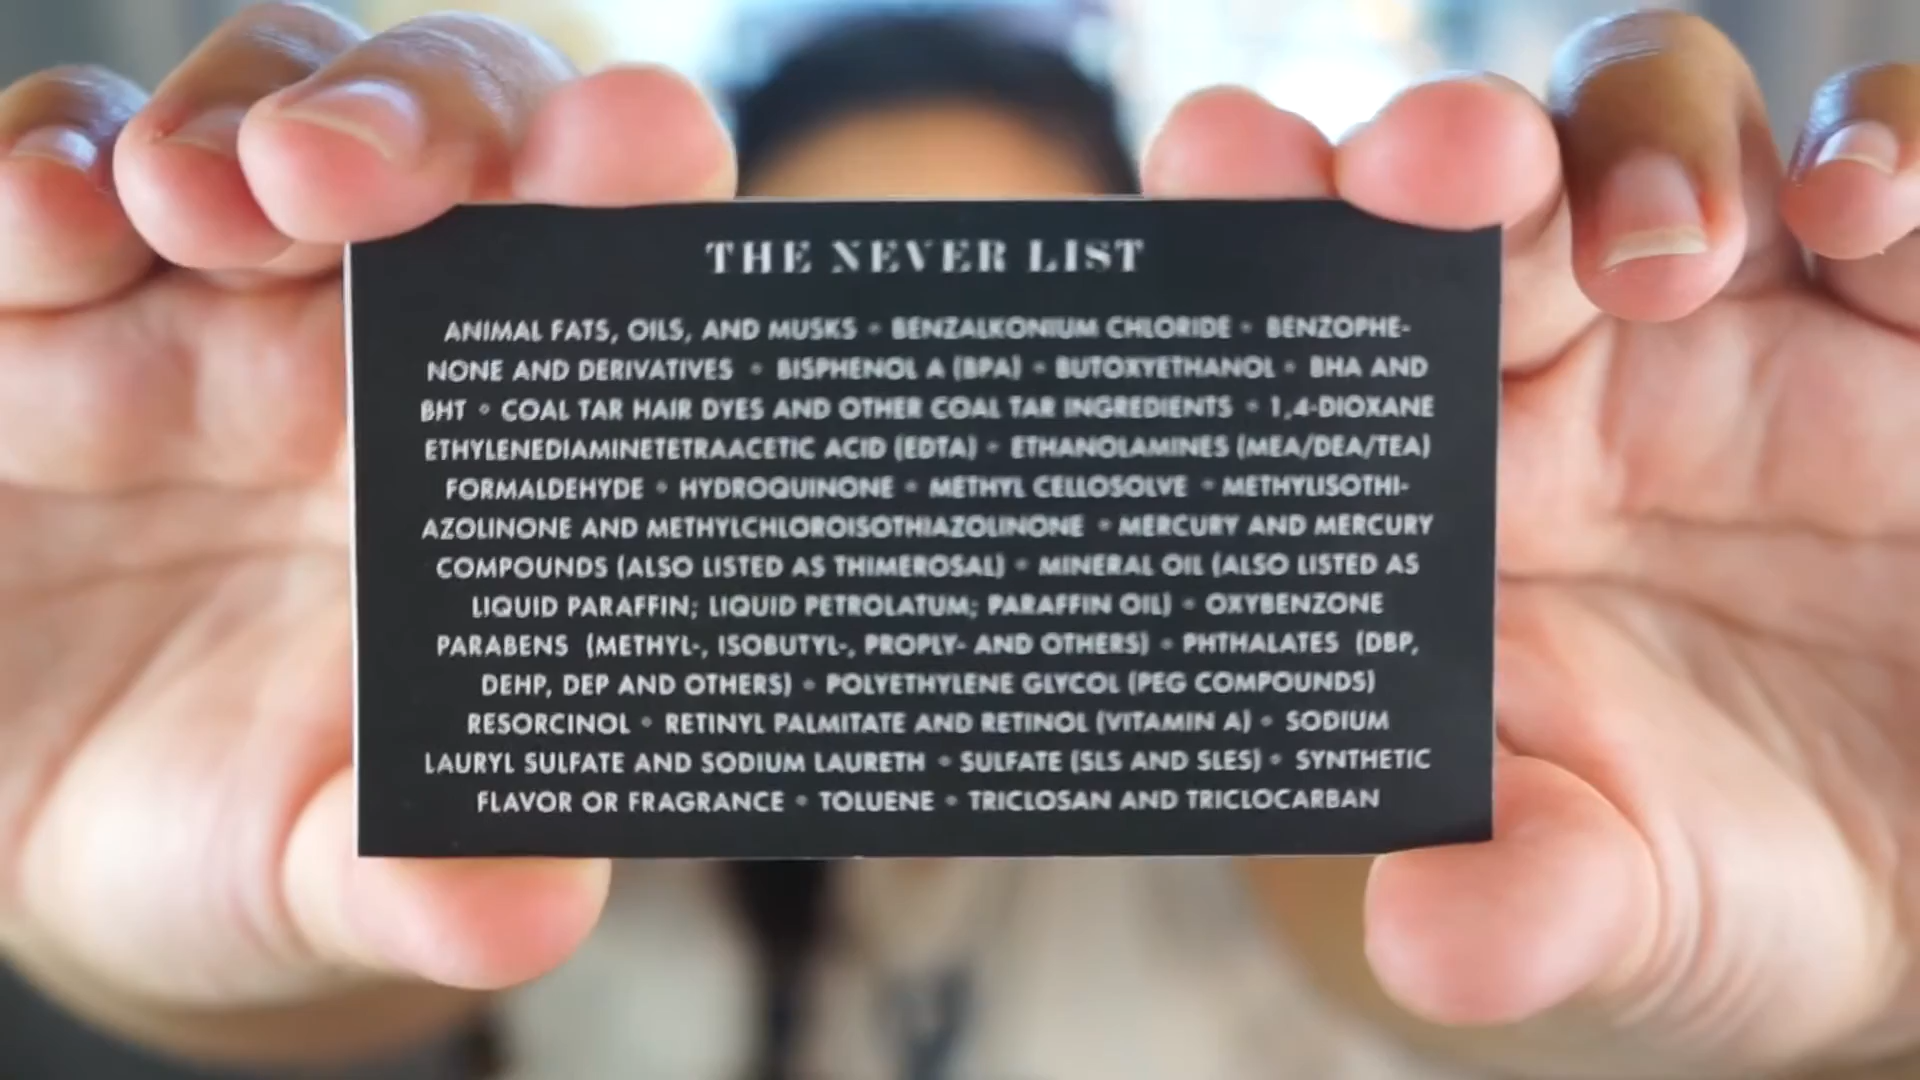 THE NEVER LIST
ANIMAL FATS, OILS, AND MUSKS • BENZALKONIUM CHLORIDE • BENZOPHE-
NONE AND DERIVATIVES • BISPHENOL A (BPA) • BUTOXYETHANOL • BHA AND
BHT • COAL TAR HAIR DYES AND OTHER COAL TAR INGREDIENTS • 1,4-DIOXANE
ETHYLENEDIAMINETETRAACETIC ACID (EDTA) • ETHANOLAMINES (MEA/DEA/TEA)
FORMALDEHYDE • HYDROQUINONE • METHYL CELLOSOLVE • METHYLISOTHI-
AZOLINONE AND METHYLCHLOROISOTHIAZOLINONE • MERCURY AND MERCURY
COMPOUNDS (ALSO LISTED AS THIMEROSAL) • MINERAL OIL (ALSO LISTED AS
LIQUID PARAFFIN; LIQUID PETROLATUM; PARAFFIN OIL) • OXYBENZONE
PARABENS (METHYL-, ISOBUTYL-, PROPLY- AND OTHERS) • PHTHALATES (DBP,
DEHP, DEP AND OTHERS) • POLYETHYLENE GLYCOL (PEG COMPOUNDS)
RESORCINOL • RETINYL PALMITATE AND RETINOL (VITAMIN A) • SODIUM
LAURYL SULFATE AND SODIUM LAURETH • SULFATE (SLS AND SLES) • SYNTHETIC
FLAVOR OR FRAGRANCE • TOLUENE • TRICLOSAN AND TRICLOCARBAN